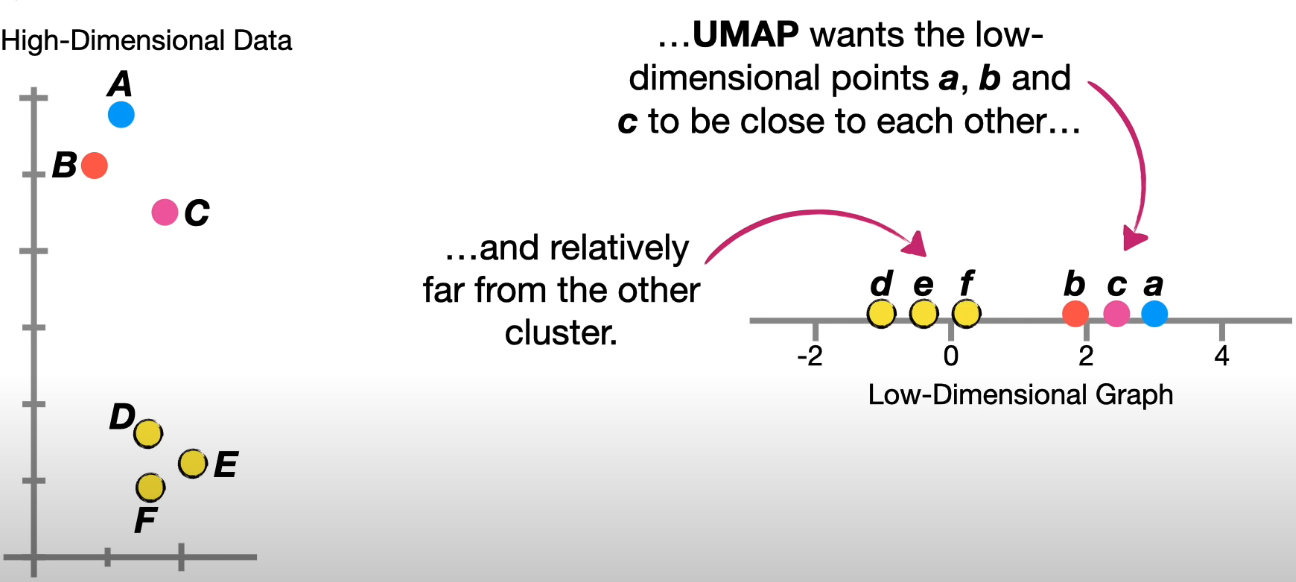 High-Dimensional Data
A
B
C
D
E
F
…UMAP wants the low-
dimensional points a, b and
c to be close to each other…
…and relatively
far from the other
cluster.
d e f b c a
-2 0 2 4
Low-Dimensional Graph